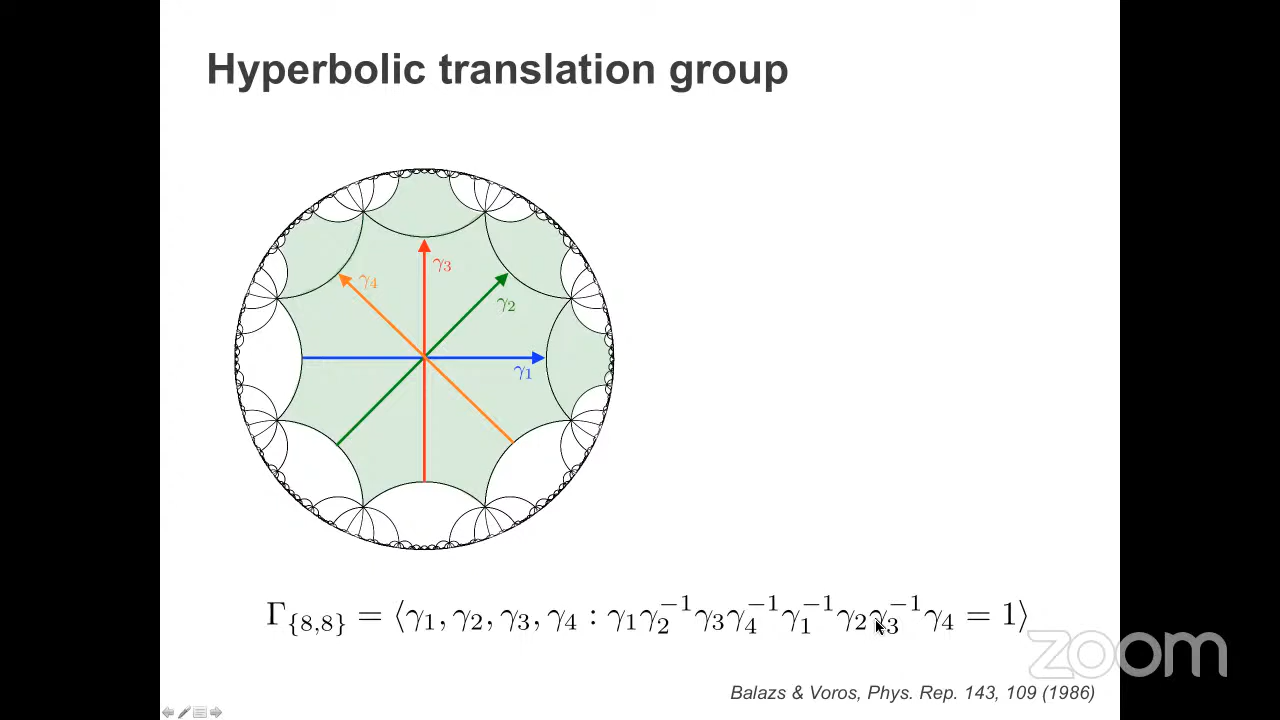 Hyperbolic translation group
γ₃
γ₄
γ₂
γ₁
Γ_{\{8,8\}} = ⟨γ₁, γ₂, γ₃, γ₄ : γ₁γ₂⁻¹γ₃γ₄⁻¹γ₁⁻¹γ₂γ₃⁻¹γ₄ = 1⟩
zoom
Balazs & Voros, Phys. Rep. 143, 109 (1986)